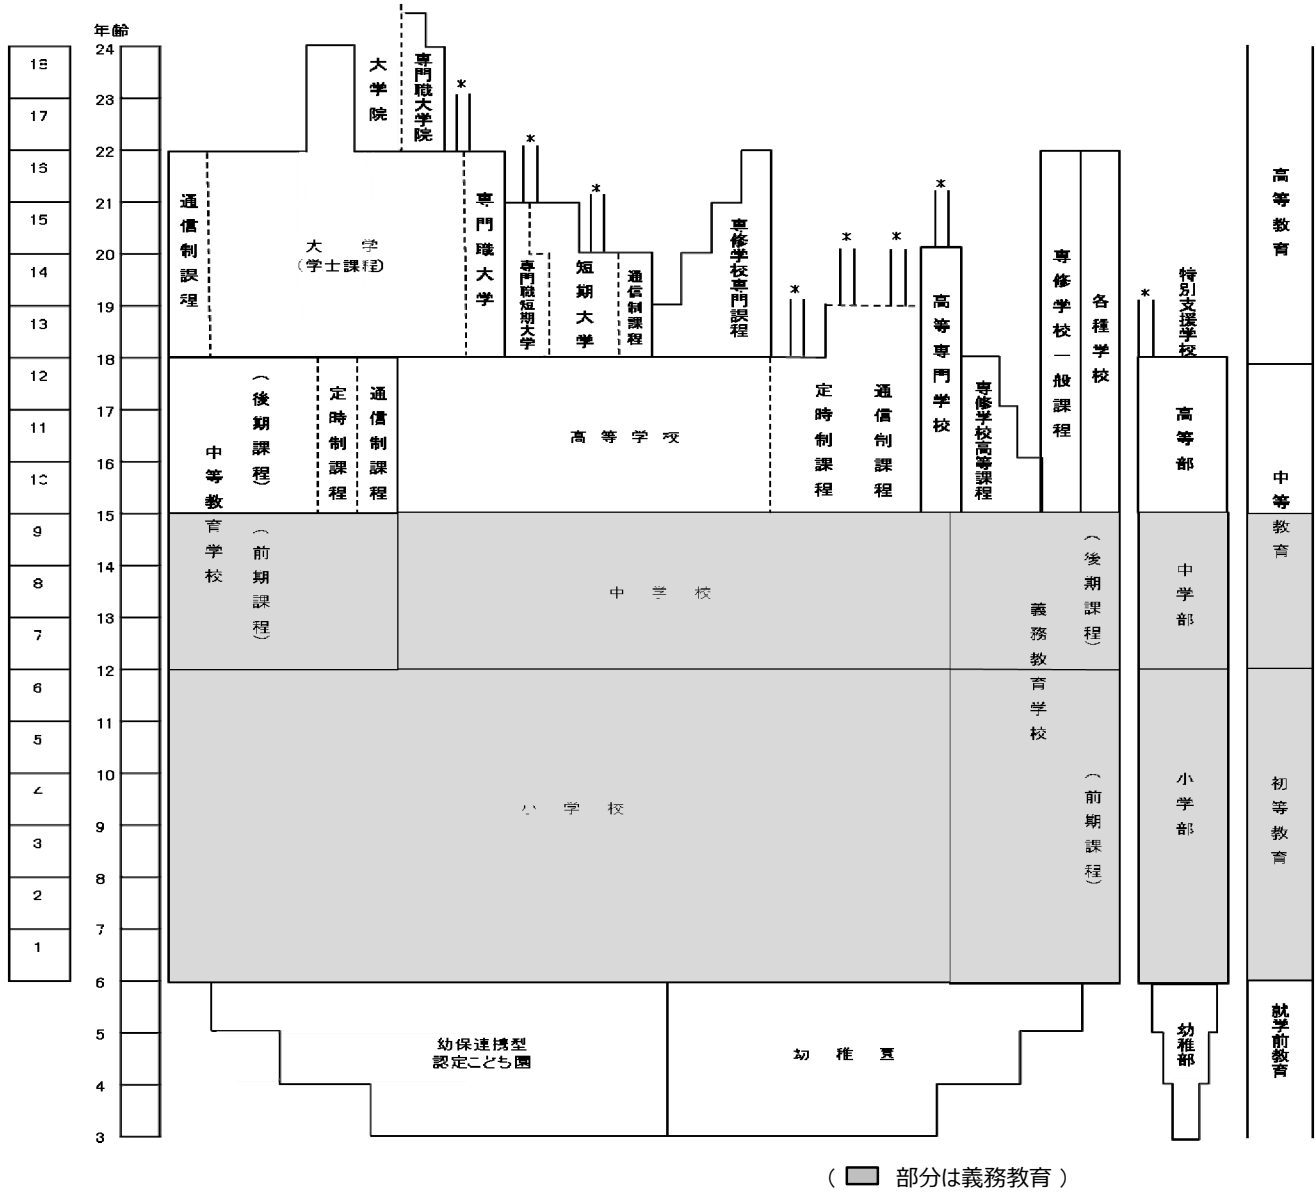 年齢
24
23
22
21
20
19
18
17
16
15
14
13
12
11
10
9
8
7
6
5
4
3
18
17
16
15
14
13
12
11
10
9
8
7
6
5
4
3
2
1
大学院
専門職大学院
*
*
*
*
*
*
*
*
通信制課程
大学
(学士課程)
専門職大学
専門職短期大学
短期大学
通信制課程
専修学校専門課程
高等専門学校
専修学校一般課程
各種学校
特別支援学校
高等教育
中等教育学校
(後期課程)
定時制課程
通信制課程
高等学校
定時制課程
通信制課程
専修学校高等課程
高等部
中等教育
(前期課程)
中学校
義務教育学校
(後期課程)
中学部
小学校
(前期課程)
小学部
初等教育
幼保連携型
認定こども園
幼稚園
幼稚部
就学前教育
(部分は義務教育)